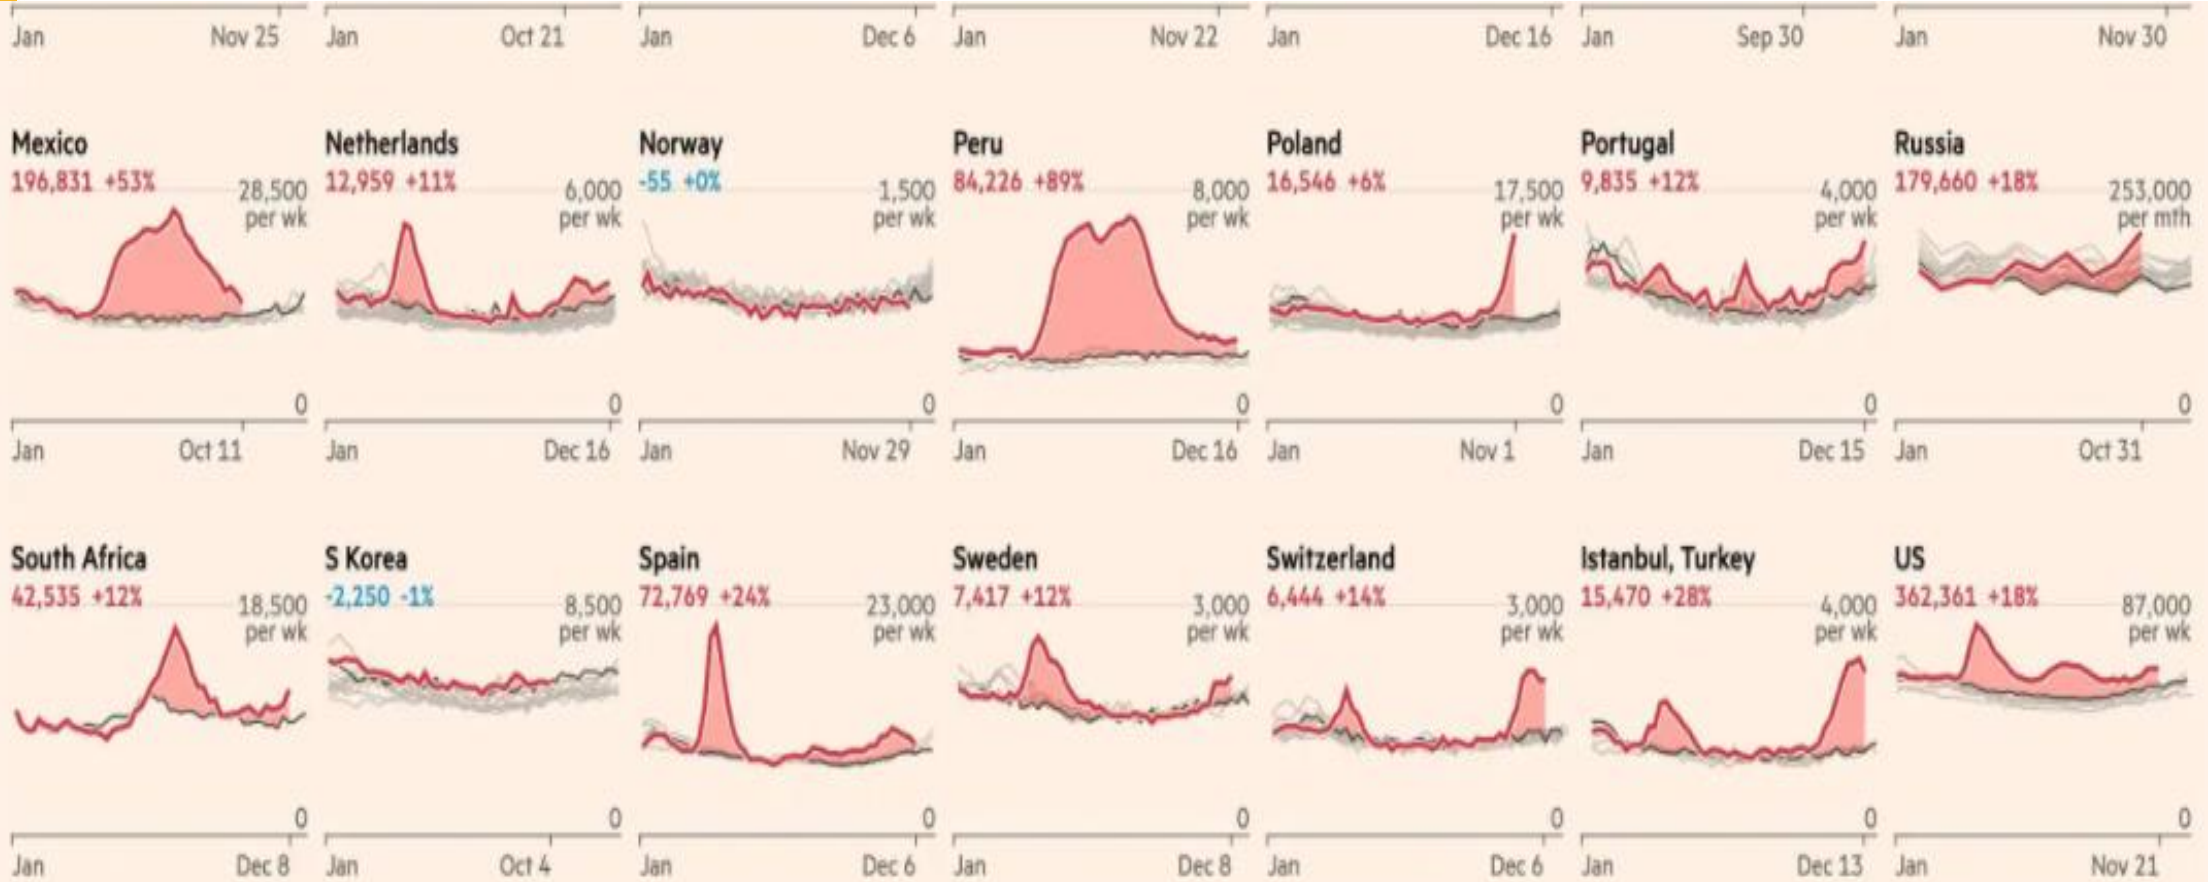 Jan Nov 25 Jan Oct 21 Jan Dec 6 Jan Nov 22 Jan Dec 16 Jan Sep 30 Jan Nov 30
Mexico Netherlands Norway Peru Poland Portugal Russia
196,831 +53% 28,500 12,959 +11% 6,000 -55 +0% 1,500 84,226 +89% 8,000 16,546 +6% 17,500 9,835 +12% 4,000 179,660 +18% 253,000
per wk per wk per wk per wk per wk per wk per mth
0 0 0 0 0 0 0
Jan Oct 11 Jan Dec 16 Jan Nov 29 Jan Dec 16 Jan Nov 1 Jan Dec 15 Jan Oct 31
South Africa S Korea Spain Sweden Switzerland Istanbul, Turkey US
42,535 +12% 18,500 -2,250 -1% 8,500 72,769 +24% 23,000 7,417 +12% 3,000 6,444 +14% 3,000 15,470 +28% 4,000 362,361 +18% 87,000
per wk per wk per wk per wk per wk per wk per wk
0 0 0 0 0 0 0
Jan Dec 8 Jan Oct 4 Jan Dec 6 Jan Dec 8 Jan Dec 6 Jan Dec 13 Jan Nov 21